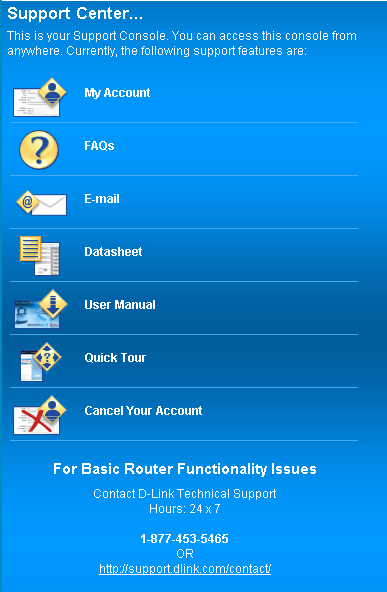 Support Center...
This is your Support Console. You can access this console from
anywhere. Currently, the following support features are:
My Account
FAQs
E-mail
Datasheet
User Manual
Quick Tour
Cancel Your Account
For Basic Router Functionality Issues
Contact D-Link Technical Support
Hours: 24 x 7
1-877-453-5465
OR
http://support.dlink.com/contact/